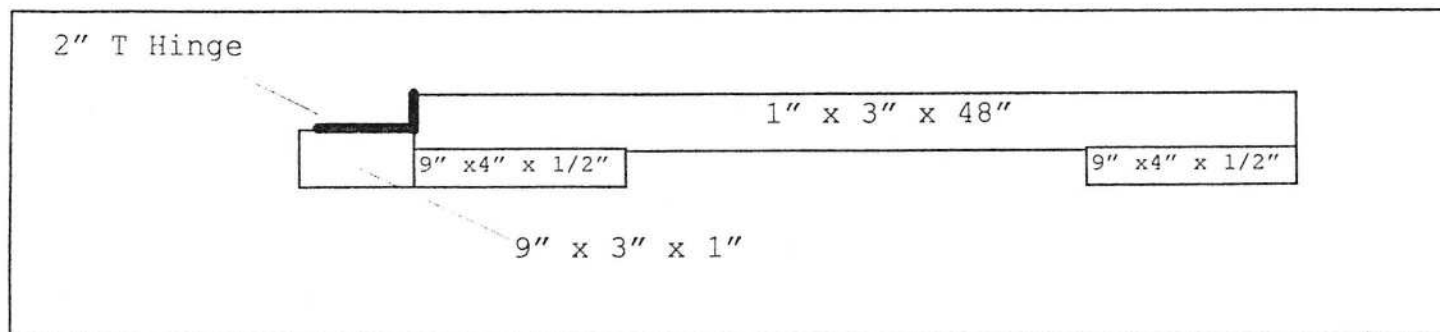 2" T Hinge
1" x 3" x 48"
9" x4" x 1/2"
9" x4" x 1/2"
9" x 3" x 1"